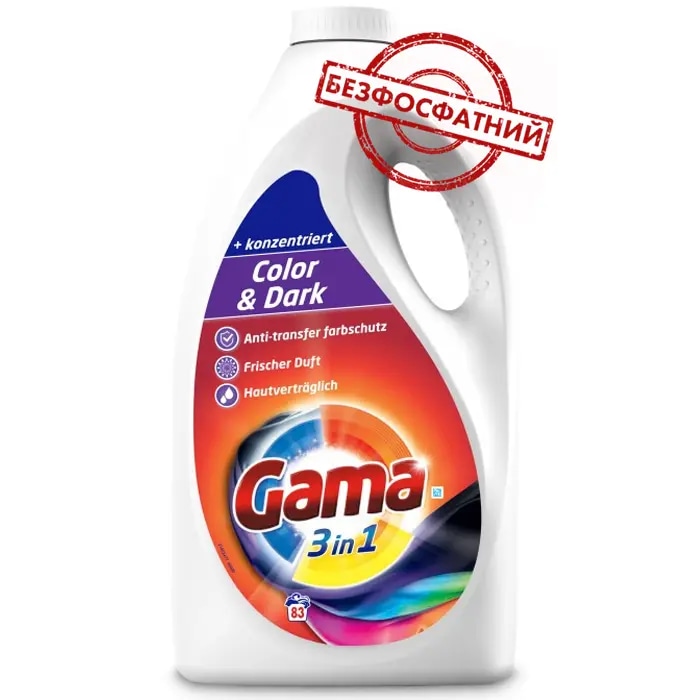 БЕЗФОСФАТНИЙ
+ konzentriert
Color
& Dark
Anti-transfer farbschutz
Frischer Duft
Hautverträglich
Gama
3in1
83